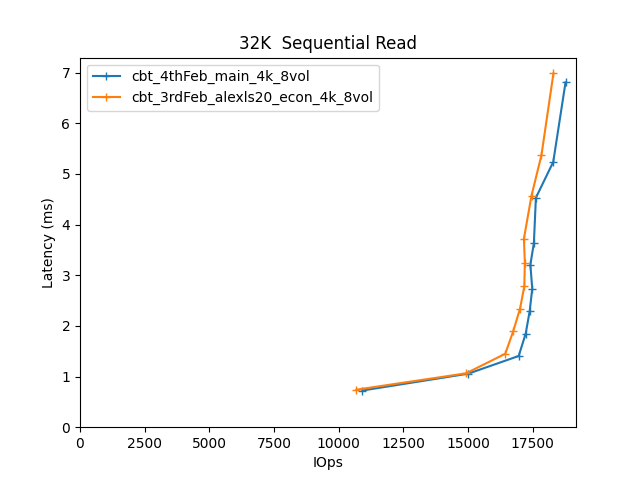 32K  Sequential Read
cbt_4thFeb_main_4k_8vol
cbt_3rdFeb_alexls20_econ_4k_8vol
7
6
5
4
3
2
1
0
Latency (ms)
0 2500 5000 7500 10000 12500 15000 17500
IOps